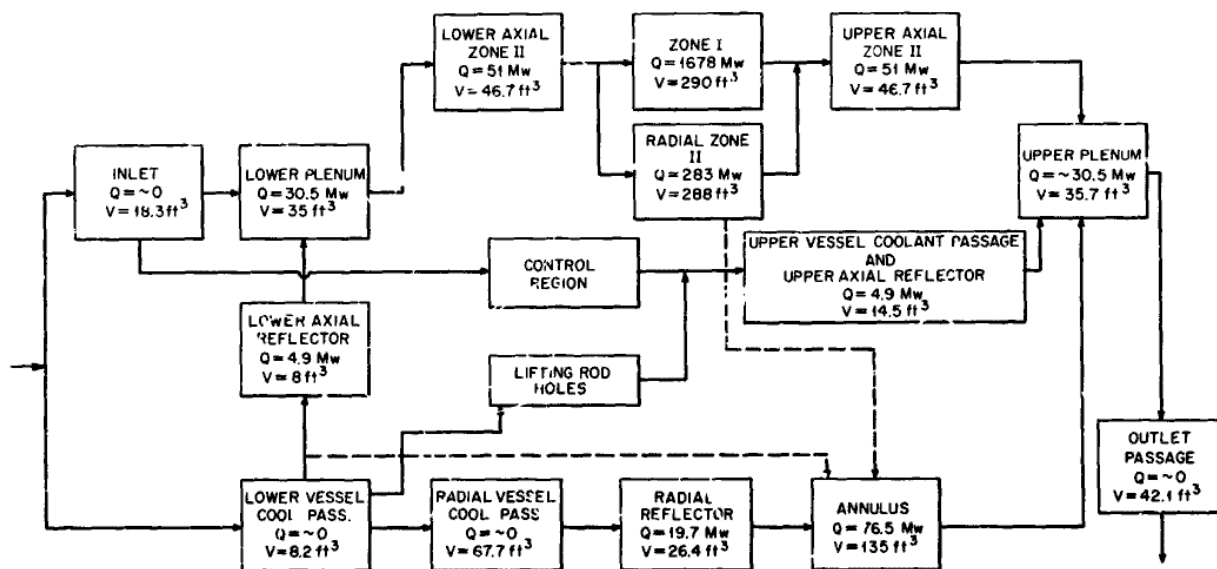 LOWER AXIAL
ZONE II
Q = 51 Mw
V = 46.7 ft³
ZONE I
Q = 1678 Mw
V = 290 ft³
UPPER AXIAL
ZONE II
Q = 51 Mw
V = 46.7 ft³
RADIAL ZONE
II
Q = 283 Mw
V = 288 ft³
INLET
Q = ~0
V = 18.3 ft³
LOWER PLENUM
Q = 30.5 Mw
V = 35 ft³
UPPER PLENUM
Q = ~30.5 Mw
V = 35.7 ft³
CONTROL
REGION
UPPER VESSEL COOLANT PASSAGE
AND
UPPER AXIAL REFLECTOR
Q = 4.9 Mw
V = 14.5 ft³
LOWER AXIAL
REFLECTOR
Q = 4.9 Mw
V = 8 ft³
LIFTING ROD
HOLES
OUTLET
PASSAGE
Q = ~0
V = 42.1 ft³
LOWER VESSEL
COOL PASS.
Q = ~0
V = 8.2 ft³
RADIAL VESSEL
COOL PASS
Q = ~0
V = 67.7 ft³
RADIAL
REFLECTOR
Q = 19.7 Mw
V = 26.4 ft³
ANNULUS
Q = 76.5 Mw
V = 135 ft³